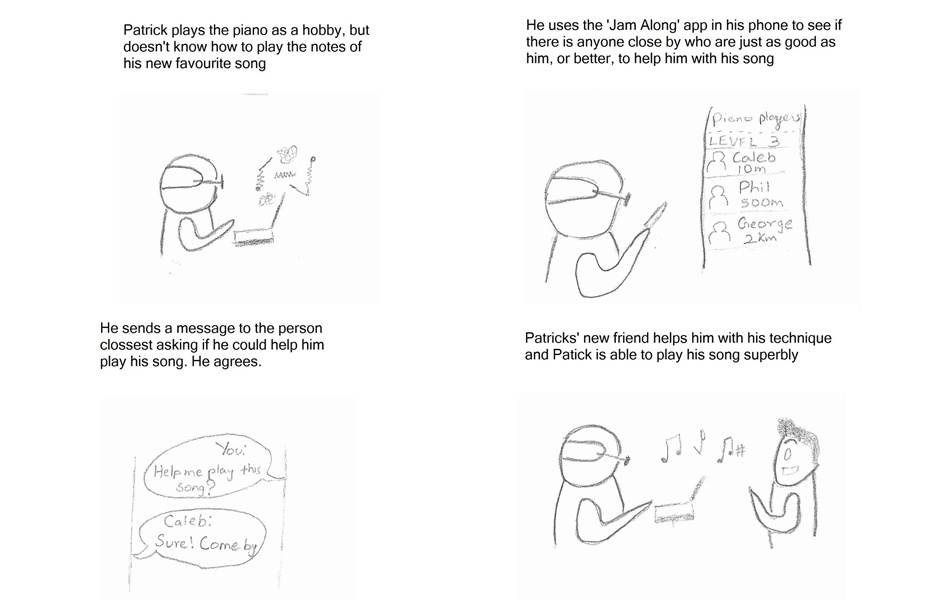 Patrick plays the piano as a hobby, but
doesn't know how to play the notes of
his new favourite song
He uses the 'Jam Along' app in his phone to see if
there is anyone close by who are just as good as
him, or better, to help him with his song
Piano players
LEVEL 3
Caleb
10m
Phil
500m
George
2km
He sends a message to the person
clossest asking if he could help him
play his song. He agrees.
You:
Help me play this
song?
Caleb:
Sure! Come by
Patricks' new friend helps him with his technique
and Patick is able to play his song superbly